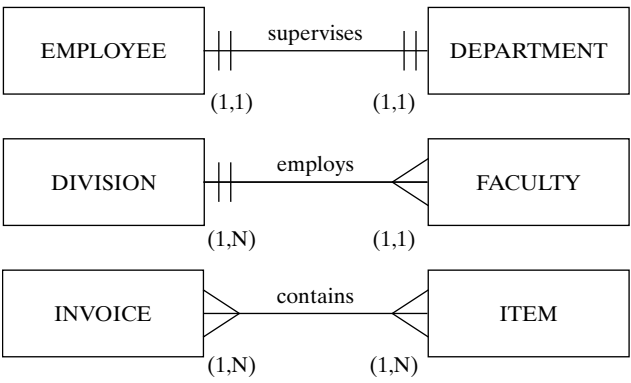 EMPLOYEE supervises DEPARTMENT
(1,1) (1,1)
DIVISION employs FACULTY
(1,N) (1,1)
INVOICE contains ITEM
(1,N) (1,N)